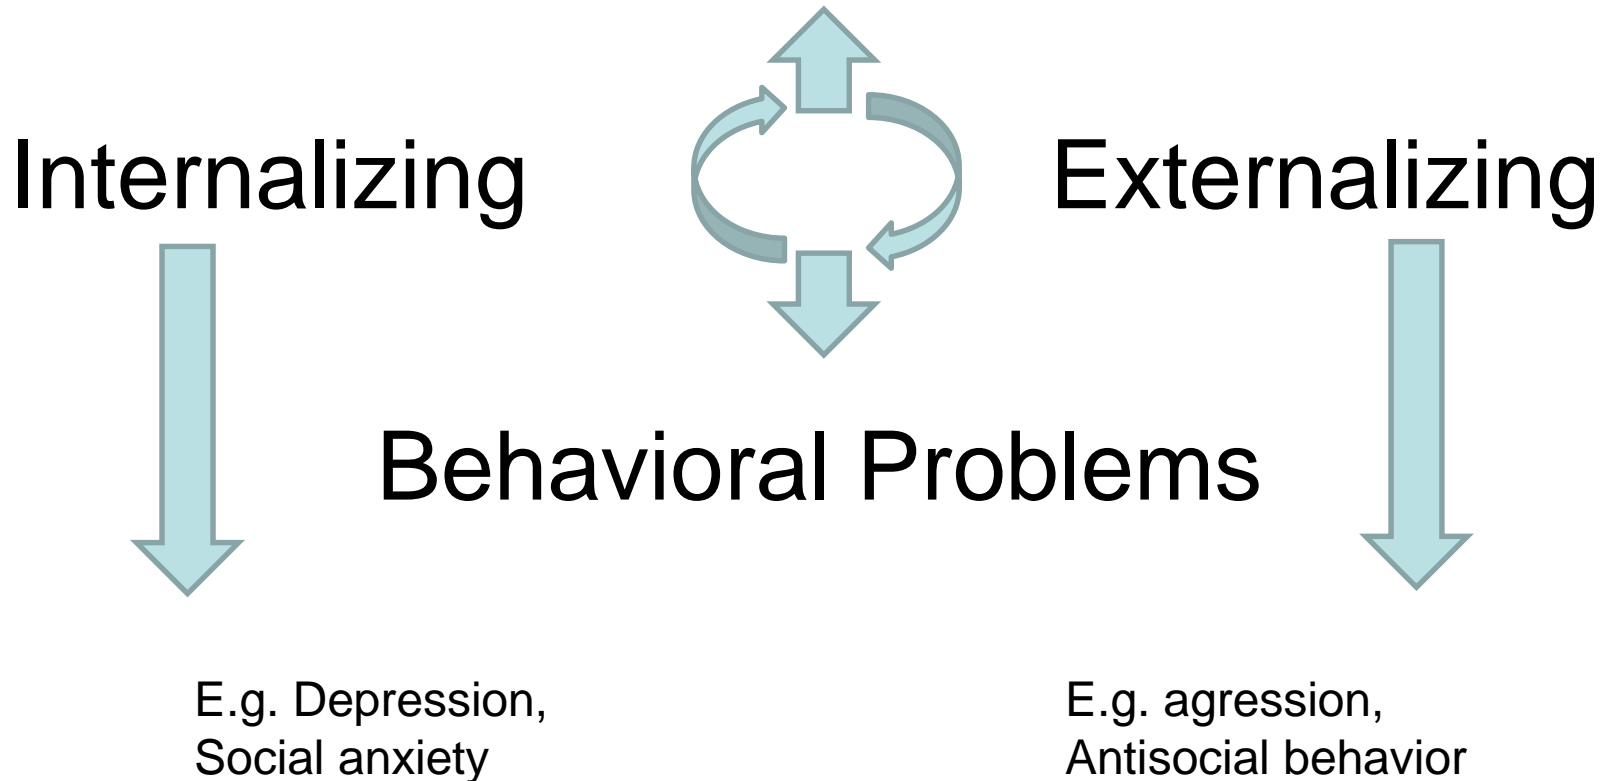 Internalizing
Externalizing
Behavioral Problems
E.g. Depression,
Social anxiety
E.g. agression,
Antisocial behavior